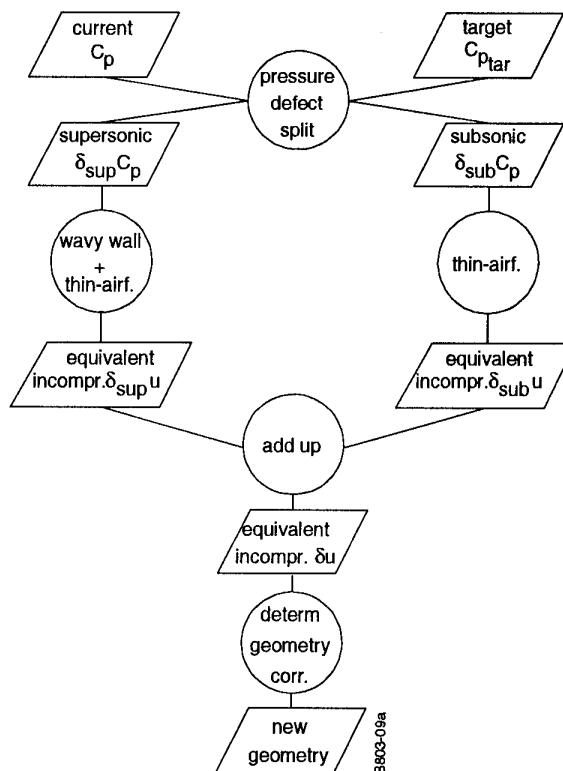 current
Cp
target
Cptar
pressure
defect
split
supersonic
δsupCp
subsonic
δsubCp
wavy wall
+
thin-airf.
thin-airf.
equivalent
incompr.δsupu
equivalent
incompr.δsubu
add up
equivalent
incompr. δu
determ
geometry
corr.
new
geometry
8803-09a